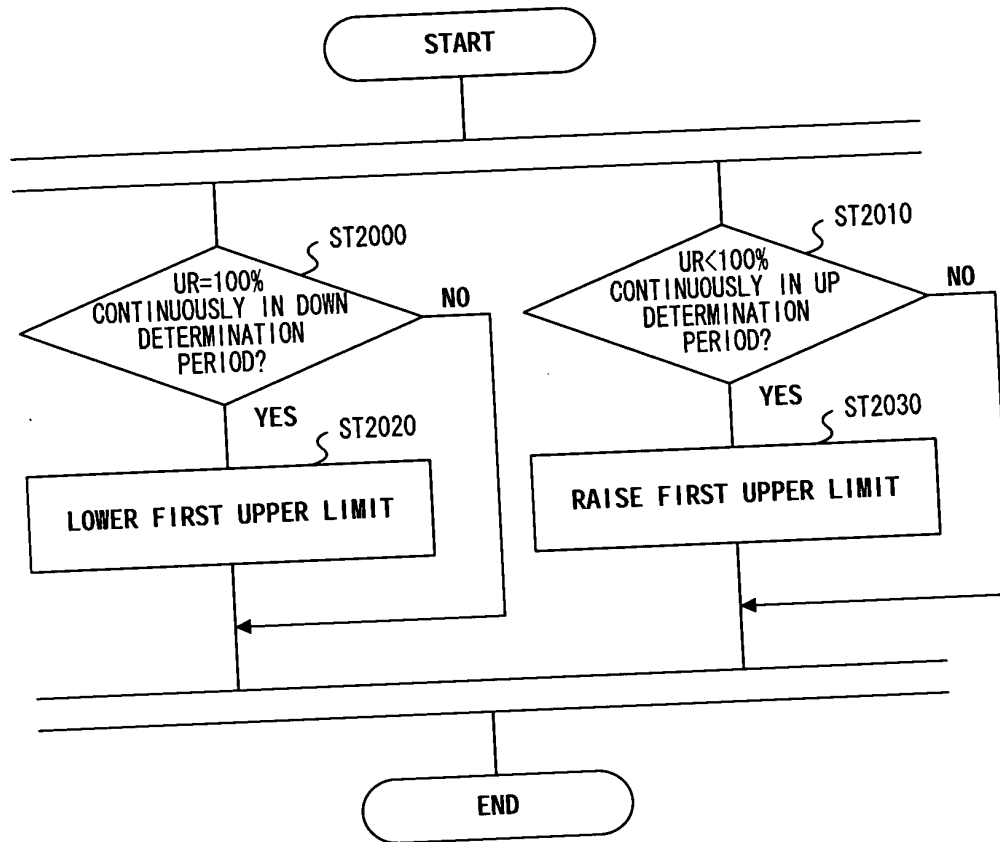 START
ST2000
UR=100%
CONTINUOUSLY IN DOWN
DETERMINATION
PERIOD?
NO
YES
ST2020
LOWER FIRST UPPER LIMIT
ST2010
UR<100%
CONTINUOUSLY IN UP
DETERMINATION
PERIOD?
NO
YES
ST2030
RAISE FIRST UPPER LIMIT
END